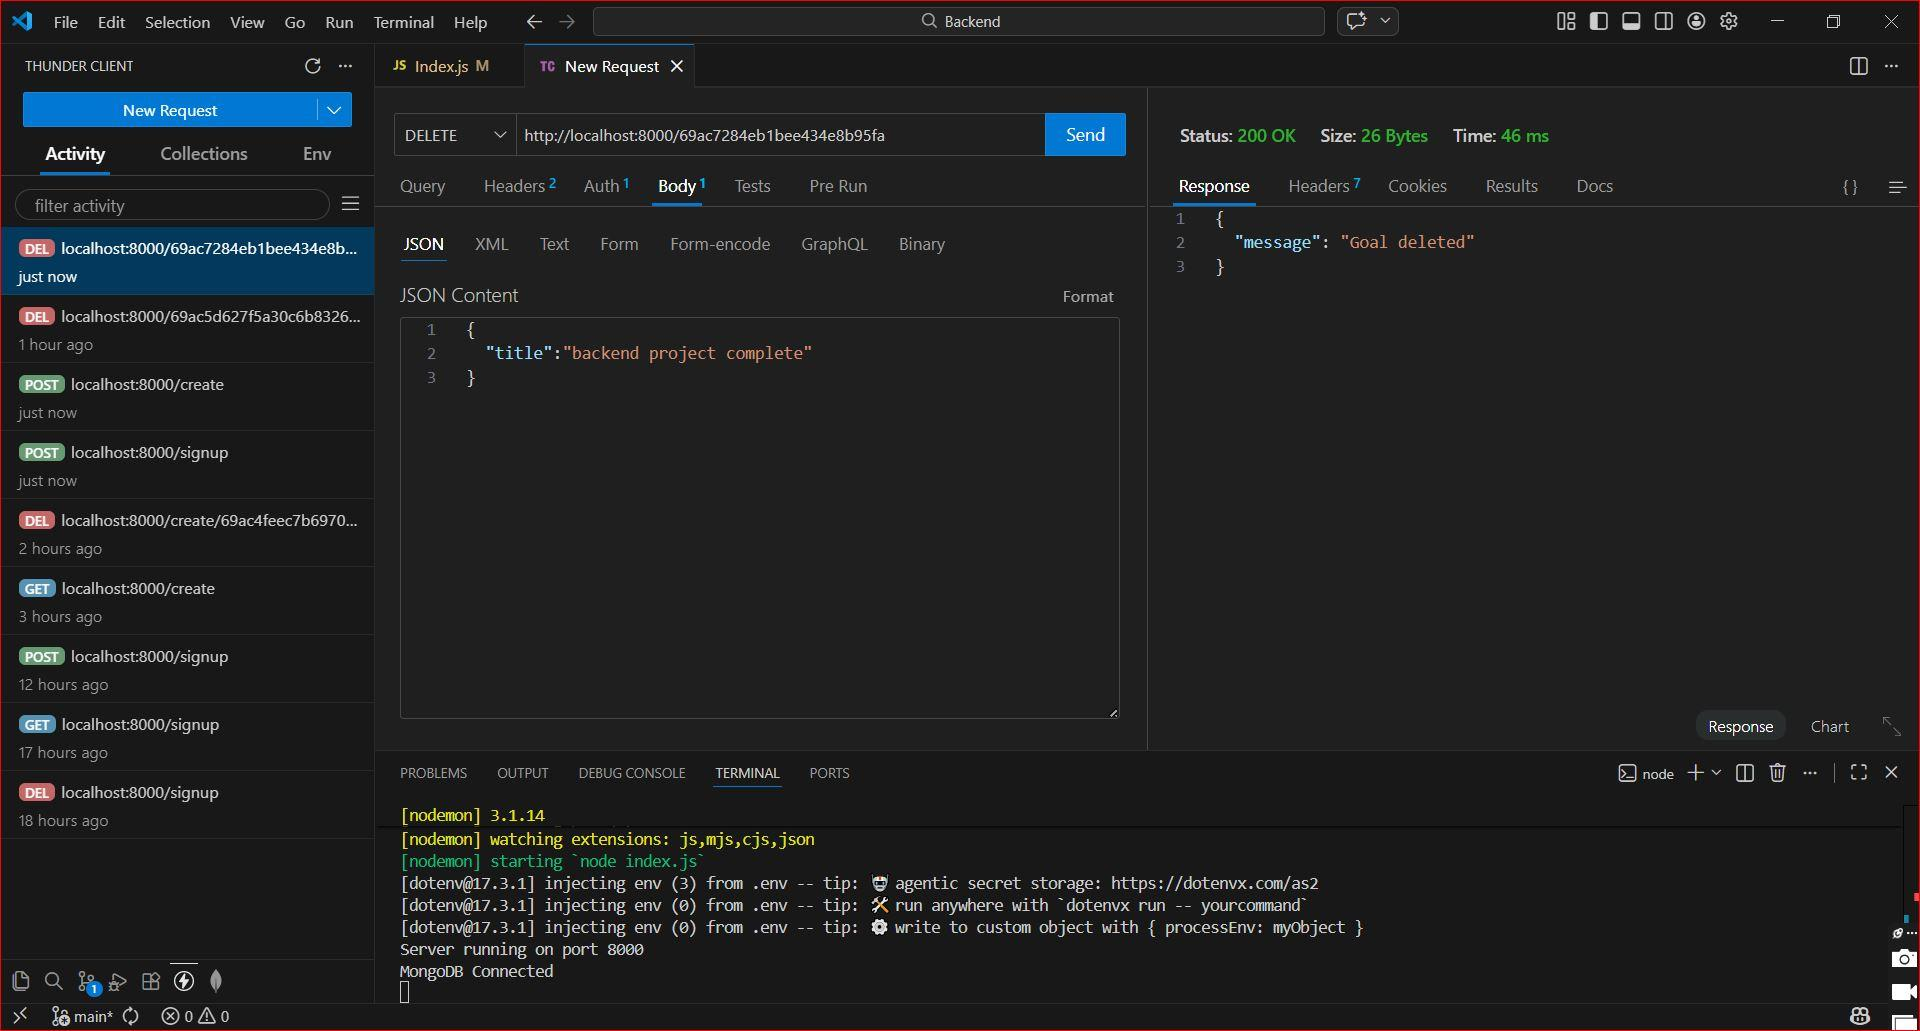 File Edit Selection View Go Run Terminal Help
Backend
THUNDER CLIENT
New Request
Activity Collections Env
filter activity
DEL localhost:8000/69ac7284eb1bee434e8b...
just now
DEL localhost:8000/69ac5d627f5a30c6b8326...
1 hour ago
POST localhost:8000/create
just now
POST localhost:8000/signup
just now
DEL localhost:8000/create/69ac4feec7b6970...
2 hours ago
GET localhost:8000/create
3 hours ago
POST localhost:8000/signup
12 hours ago
GET localhost:8000/signup
17 hours ago
DEL localhost:8000/signup
18 hours ago
JS Index.js M
TC New Request
DELETE http://localhost:8000/69ac7284eb1bee434e8b95fa Send
Query Headers 2 Auth 1 Body 1 Tests Pre Run
JSON XML Text Form Form-encode GraphQL Binary
JSON Content Format
1 {
2 "title":"backend project complete"
3 }
Status: 200 OK Size: 26 Bytes Time: 46 ms
Response Headers 7 Cookies Results Docs { }
1 {
2 "message": "Goal deleted"
3 }
Response Chart
PROBLEMS OUTPUT DEBUG CONSOLE TERMINAL PORTS
node
[nodemon] 3.1.14
[nodemon] watching extensions: js,mjs,cjs,json
[nodemon] starting `node index.js`
[dotenv@17.3.1] injecting env (3) from .env -- tip: 🤖 agentic secret storage: https://dotenvx.com/as2
[dotenv@17.3.1] injecting env (0) from .env -- tip: 🛠️ run anywhere with `dotenvx run -- yourcommand`
[dotenv@17.3.1] injecting env (0) from .env -- tip: ⚙️ write to custom object with { processEnv: myObject }
Server running on port 8000
MongoDB Connected
1
main* 0 0